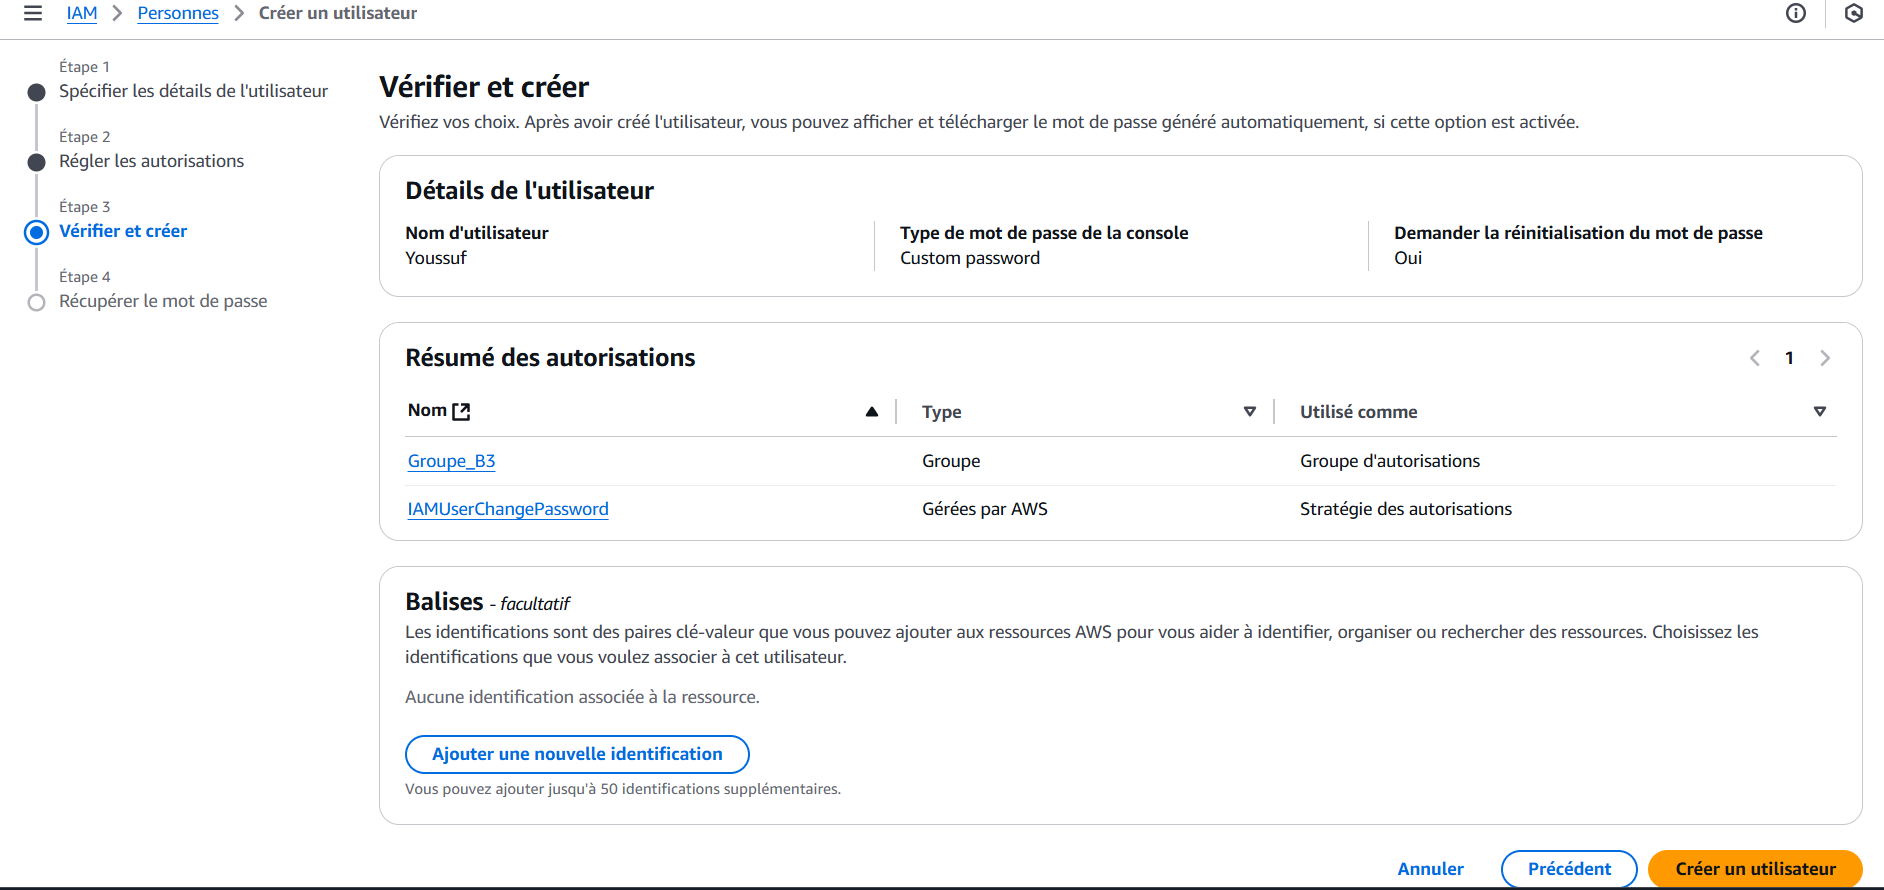 IAM > Personnes > Créer un utilisateur
Étape 1
Spécifier les détails de l'utilisateur
Étape 2
Régler les autorisations
Étape 3
Vérifier et créer
Étape 4
Récupérer le mot de passe
Vérifier et créer
Vérifiez vos choix. Après avoir créé l'utilisateur, vous pouvez afficher et télécharger le mot de passe généré automatiquement, si cette option est activée.
Détails de l'utilisateur
Nom d'utilisateur
Youssuf
Type de mot de passe de la console
Custom password
Demander la réinitialisation du mot de passe
Oui
Résumé des autorisations
1
Nom Type Utilisé comme
Groupe_B3 Groupe Groupe d'autorisations
IAMUserChangePassword Gérées par AWS Stratégie des autorisations
Balises - facultatif
Les identifications sont des paires clé-valeur que vous pouvez ajouter aux ressources AWS pour vous aider à identifier, organiser ou rechercher des ressources. Choisissez les
identifications que vous voulez associer à cet utilisateur.
Aucune identification associée à la ressource.
Ajouter une nouvelle identification
Vous pouvez ajouter jusqu'à 50 identifications supplémentaires.
Annuler Précédent Créer un utilisateur